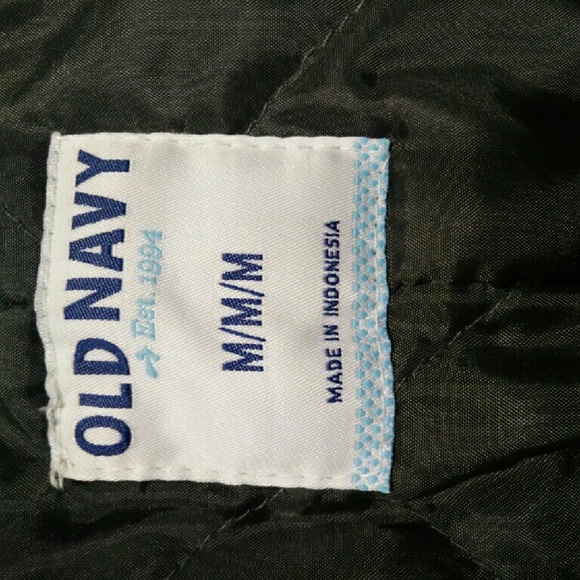 OLD NAVY
Est. 1994
M/M/M
MADE IN INDONESIA